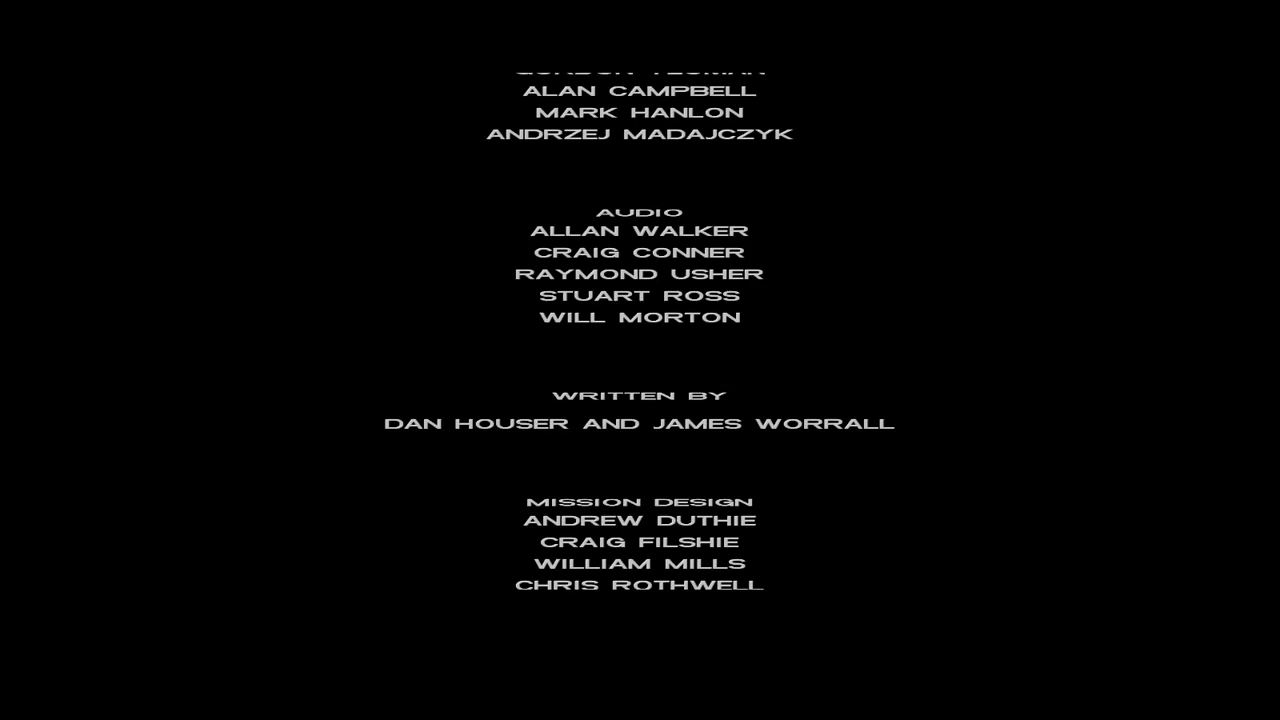 ALAN CAMPBELL
MARK HANLON
ANDRZEJ MADAJCZYK
AUDIO
ALLAN WALKER
CRAIG CONNER
RAYMOND USHER
STUART ROSS
WILL MORTON
WRITTEN BY
DAN HOUSER AND JAMES WORRALL
MISSION DESIGN
ANDREW DUTHIE
CRAIG FILSHIE
WILLIAM MILLS
CHRIS ROTHWELL